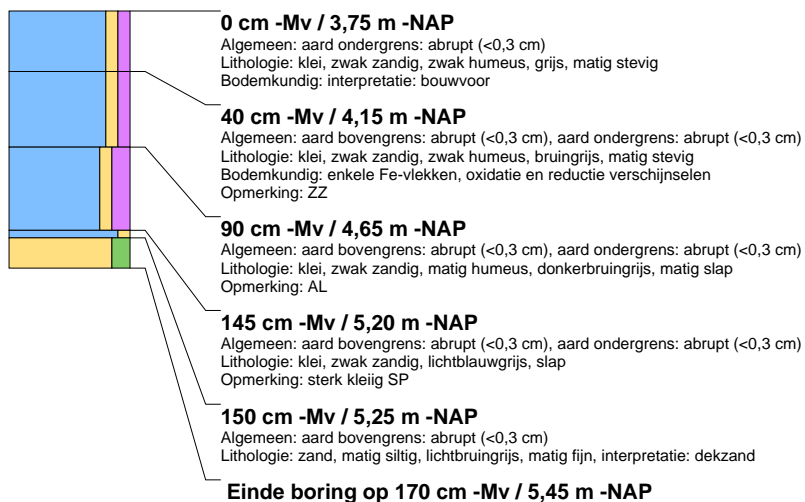 0 cm -Mv / 3,75 m -NAP
Algemeen: aard ondergrens: abrupt (<0,3 cm)
Lithologie: klei, zwak zandig, zwak humeus, grijs, matig stevig
Bodemkundig: interpretatie: bouwvoor
40 cm -Mv / 4,15 m -NAP
Algemeen: aard bovengrens: abrupt (<0,3 cm), aard ondergrens: abrupt (<0,3 cm)
Lithologie: klei, zwak zandig, zwak humeus, bruingrijs, matig stevig
Bodemkundig: enkele Fe-vlekken, oxidatie en reductie verschijnselen
Opmerking: ZZ
90 cm -Mv / 4,65 m -NAP
Algemeen: aard bovengrens: abrupt (<0,3 cm), aard ondergrens: abrupt (<0,3 cm)
Lithologie: klei, zwak zandig, matig humeus, donkerbruingrijs, matig slap
Opmerking: AL
145 cm -Mv / 5,20 m -NAP
Algemeen: aard bovengrens: abrupt (<0,3 cm), aard ondergrens: abrupt (<0,3 cm)
Lithologie: klei, zwak zandig, lichtblauwgrijs, slap
Opmerking: sterk kleiig SP
150 cm -Mv / 5,25 m -NAP
Algemeen: aard bovengrens: abrupt (<0,3 cm)
Lithologie: zand, matig siltig, lichtbruingrijs, matig fijn, interpretatie: dekzand
Einde boring op 170 cm -Mv / 5,45 m -NAP